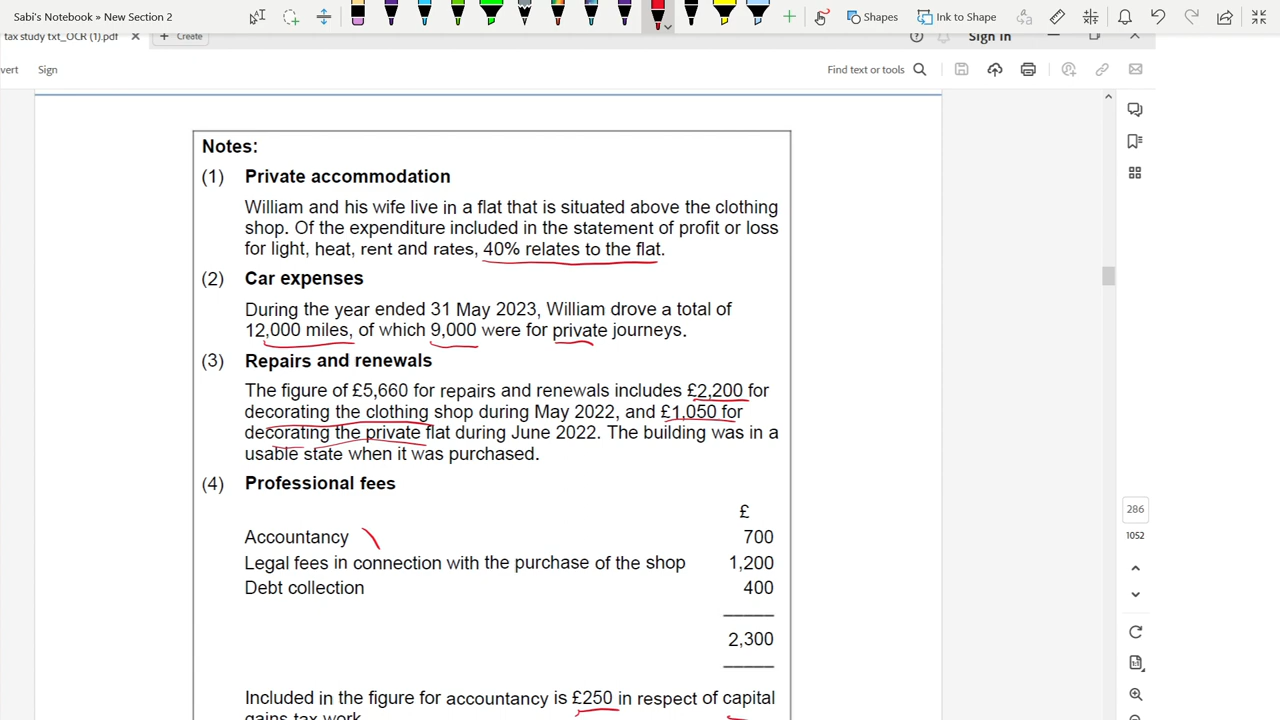 Sabi's Notebook » New Section 2
Shapes
Ink to Shape
tax study txt_OCR (1).pdf
Create
Sign In
vert
Sign
Find text or tools
Notes:
(1) Private accommodation
William and his wife live in a flat that is situated above the clothing
shop. Of the expenditure included in the statement of profit or loss
for light, heat, rent and rates, 40% relates to the flat.
(2) Car expenses
During the year ended 31 May 2023, William drove a total of
12,000 miles, of which 9,000 were for private journeys.
(3) Repairs and renewals
The figure of £5,660 for repairs and renewals includes £2,200 for
decorating the clothing shop during May 2022, and £1,050 for
decorating the private flat during June 2022. The building was in a
usable state when it was purchased.
(4) Professional fees
£
Accountancy 700
Legal fees in connection with the purchase of the shop 1,200
Debt collection 400
2,300
Included in the figure for accountancy is £250 in respect of capital
gains tax work.
286
1052